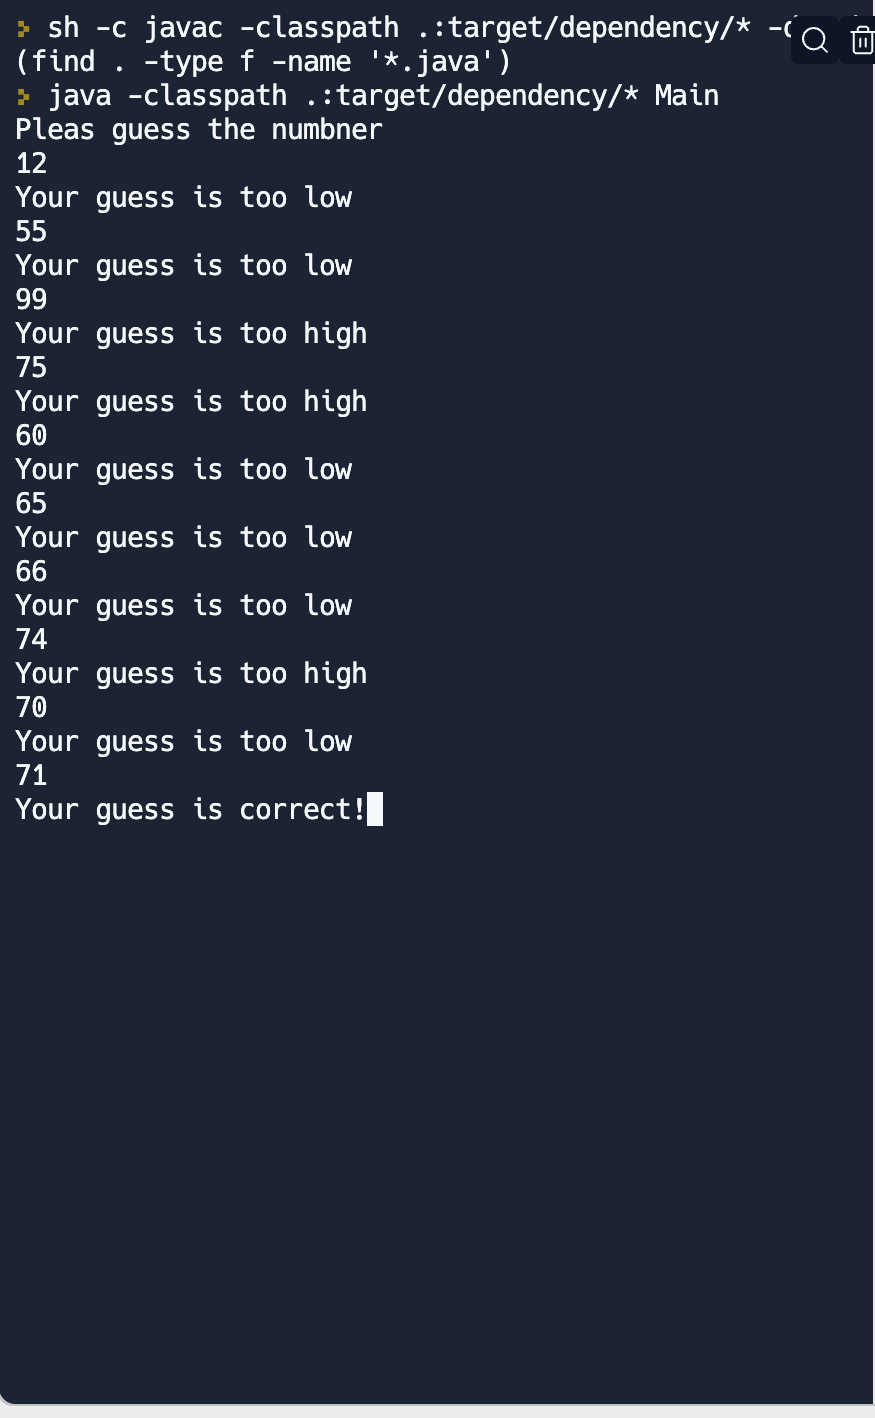 sh -c javac -classpath .:target/dependency/* 
(find . -type f -name '*.java')
java -classpath .:target/dependency/* Main
Pleas guess the numbner
12
Your guess is too low
55
Your guess is too low
99
Your guess is too high
75
Your guess is too high
60
Your guess is too low
65
Your guess is too low
66
Your guess is too low
74
Your guess is too high
70
Your guess is too low
71
Your guess is correct!